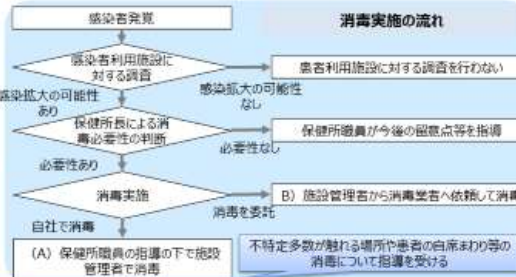 消毒実施の流れ
感染者発覚
感染者利用施設に
対する調査
患者利用施設に対する調査を行わない
感染拡大の可能性
あり
感染拡大の可能性
なし
保健所長による消
毒必要性の判断
保健所職員が今後の留意点等を指導
必要性あり
必要性なし
消毒実施
B）施設管理者から消毒業者へ依頼して消毒
自社で消毒
消毒を委託
（A）保健所職員の指導の下で施設
管理者で消毒
不特定多数が触れる場所や患者の自席まわり等の
消毒について指導を受ける